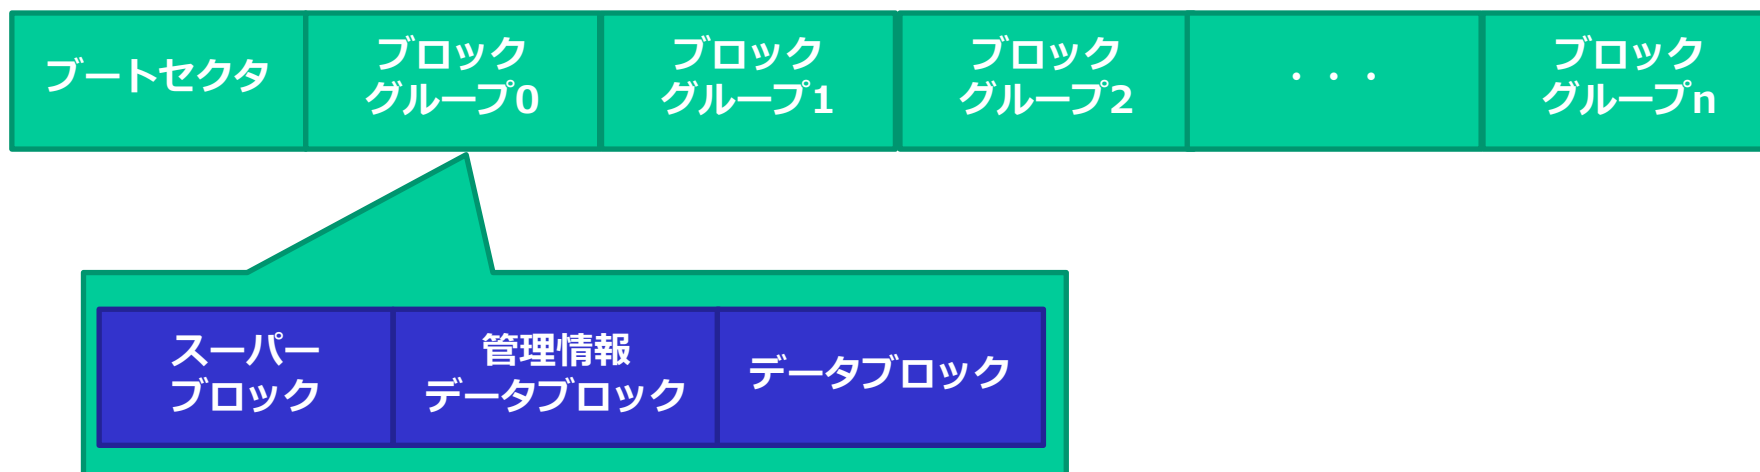 ブートセクタ
ブロック
グループ0
ブロック
グループ1
ブロック
グループ2
・・・
ブロック
グループn
スーパー
ブロック
管理情報
データブロック
データブロック